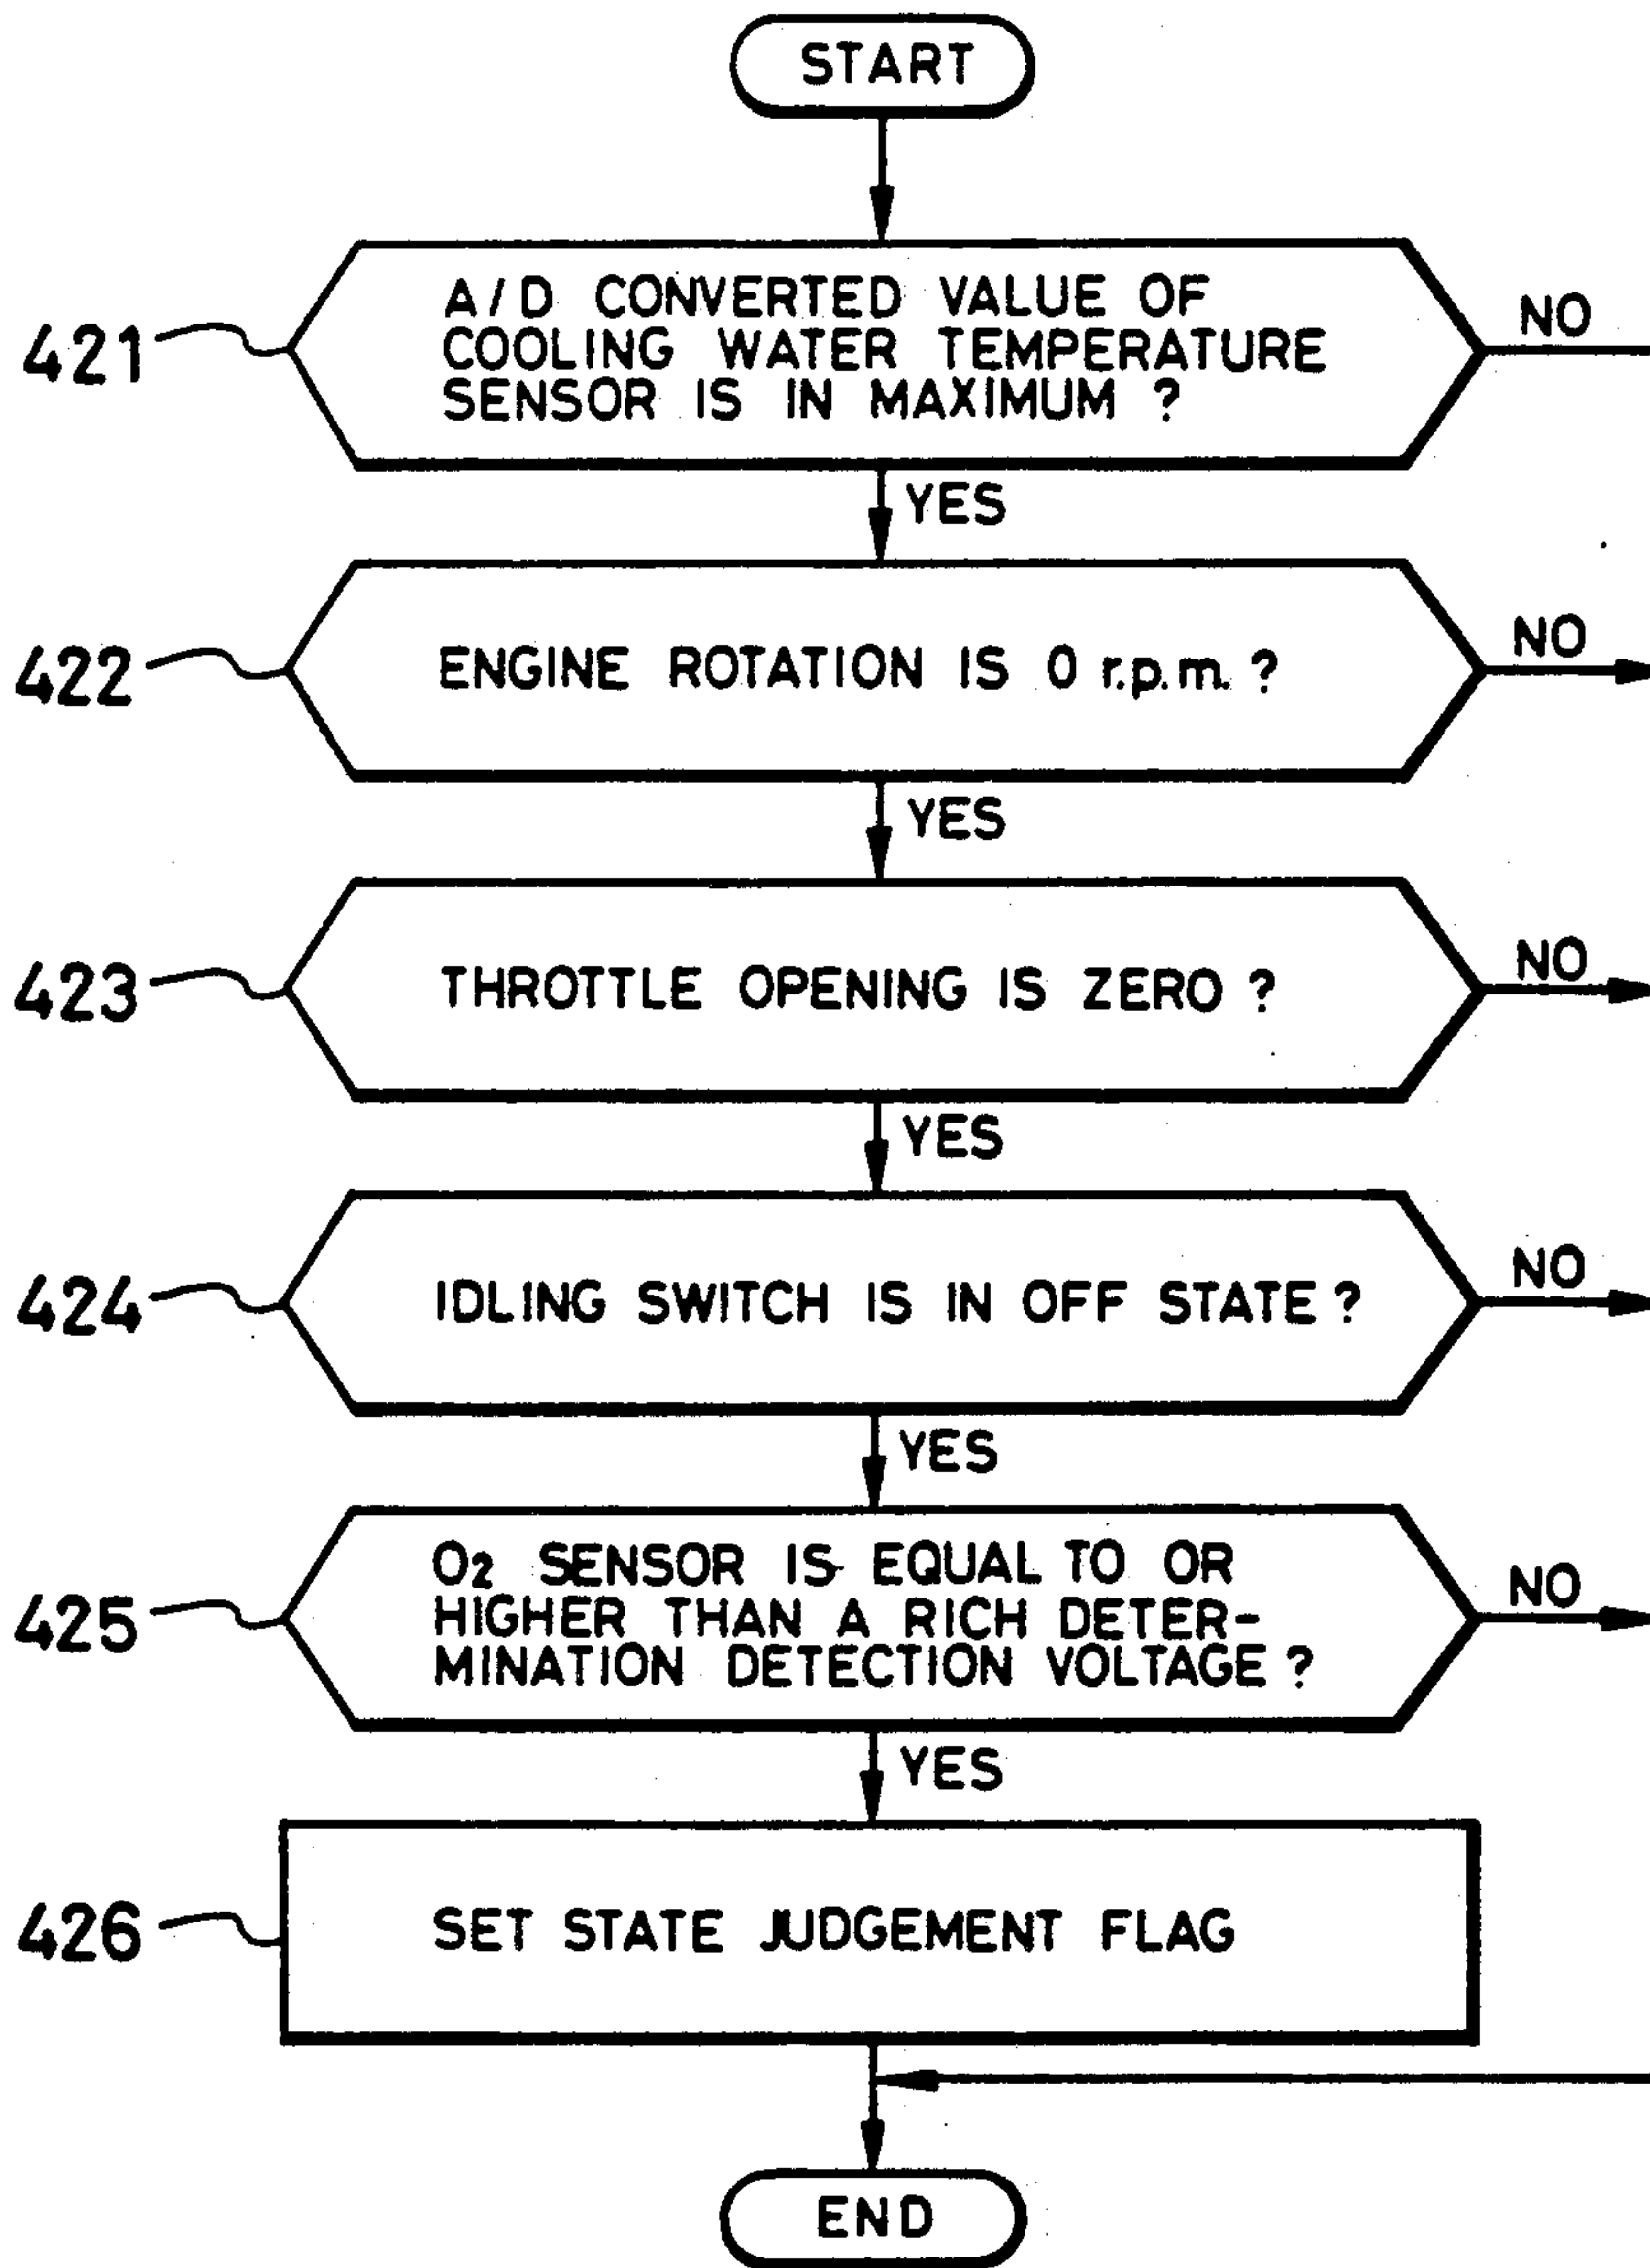 START
A/D CONVERTED VALUE OF
COOLING WATER TEMPERATURE
SENSOR IS IN MAXIMUM ?
NO
421
YES
ENGINE ROTATION IS 0 r.p.m. ?
NO
422
YES
THROTTLE OPENING IS ZERO ?
NO
423
YES
IDLING SWITCH IS IN OFF STATE ?
NO
424
YES
O2 SENSOR IS EQUAL TO OR
HIGHER THAN A RICH DETER-
MINATION DETECTION VOLTAGE ?
NO
425
YES
SET STATE JUDGEMENT FLAG
426
END